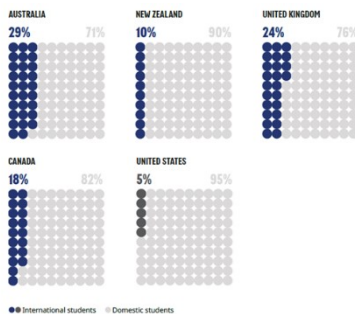 AUSTRALIA
29% 71%
NEW ZEALAND
10% 90%
UNITED KINGDOM
24% 76%
CANADA
18% 82%
UNITED STATES
5% 95%
International students Domestic students